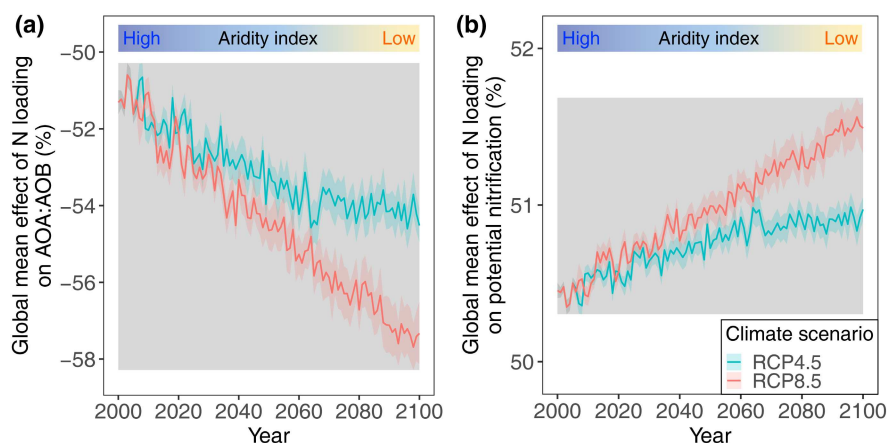 (a)
High Aridity index Low
Global mean effect of N loading
on AOA:AOB (%)
−50
−52
−54
−56
−58
2000 2020 2040 2060 2080 2100
Year
(b)
High Aridity index Low
Global mean effect of N loading
on potential nitrification (%)
52
51
50
2000 2020 2040 2060 2080 2100
Year
Climate scenario
RCP4.5
RCP8.5